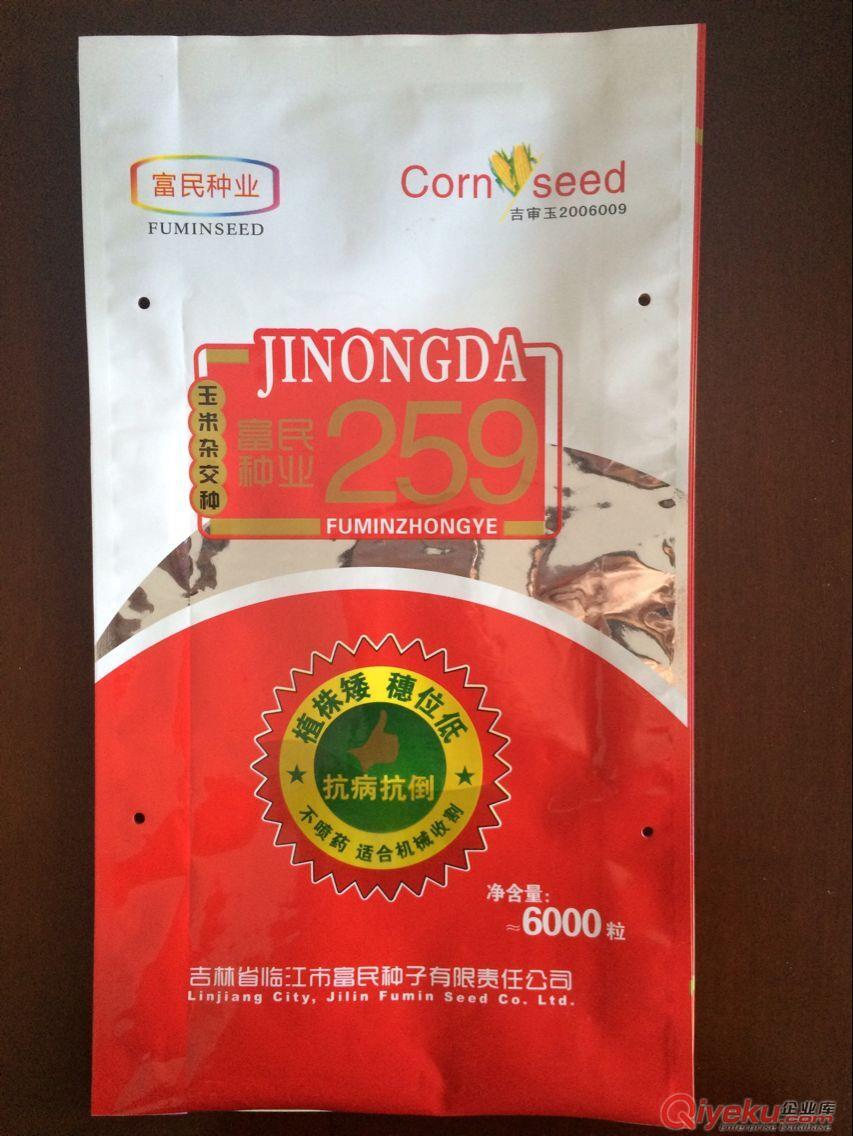 富民种业
FUMINSEED
Corn seed
吉审玉2006009
JINONGDA
玉米杂交种
富民
种业
259
FUMINZHONGYE
植株矮 穗位低
抗病抗倒
不喷药 适合机械收割
净含量:
≈6000粒
吉林省临江市富民种子有限责任公司
Linjiang City, Jilin Fumin Seed Co. Ltd.
Qiyeku.com
企业库
Enterprise Database